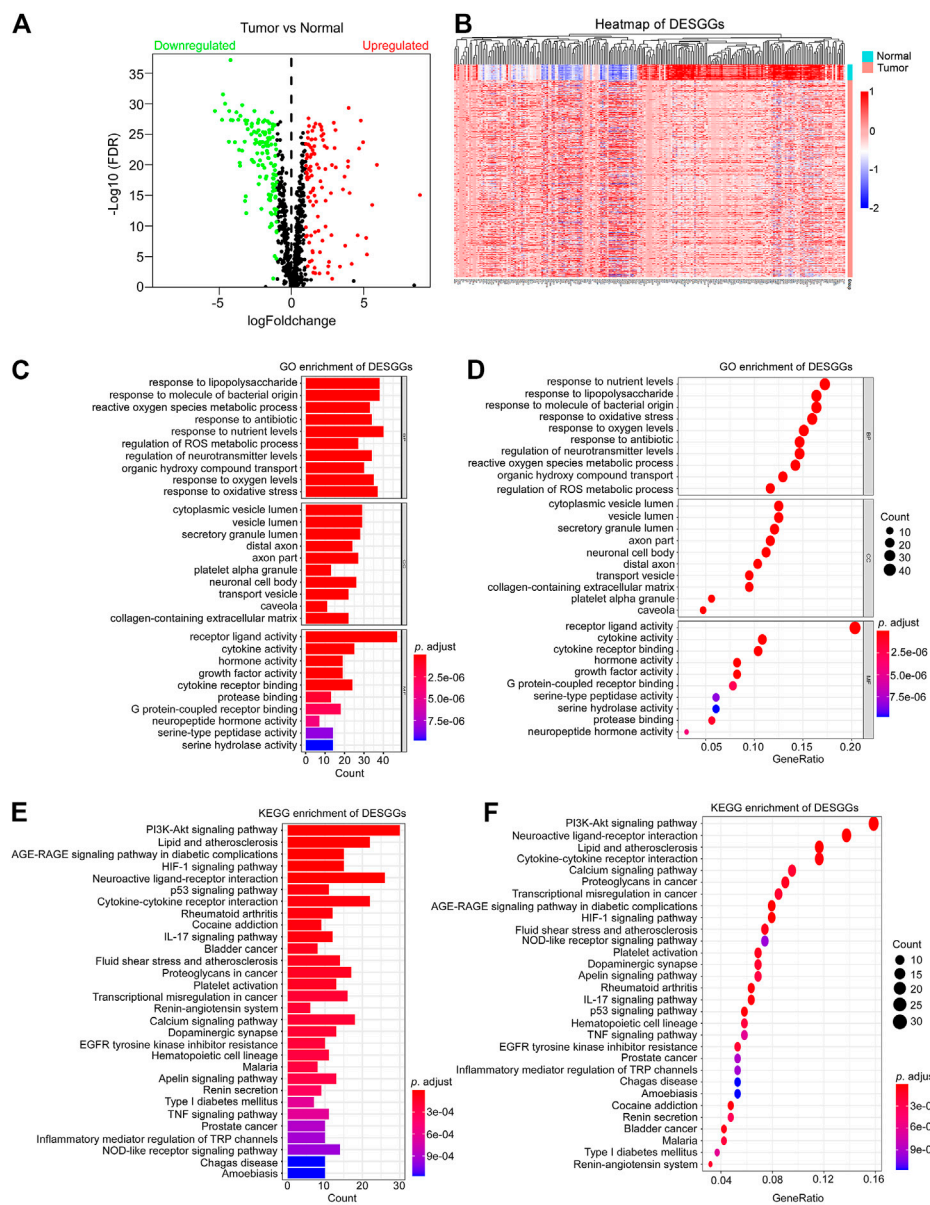 A
Tumor vs Normal
Downregulated
Upregulated
-Log10 (FDR)
35
30
25
20
15
10
5
0
-5
0
5
logFoldchange
B
Heatmap of DESGGs
Normal
Tumor
1
0
-1
-2
C
GO enrichment of DESGGs
response to lipopolysaccharide
response to molecule of bacterial origin
reactive oxygen species metabolic process
response to antibiotic
response to nutrient levels
regulation of ROS metabolic process
regulation of neurotransmitter levels
organic hydroxy compound transport
response to oxygen levels
response to oxidative stress
cytoplasmic vesicle lumen
vesicle lumen
secretory granule lumen
distal axon
axon part
platelet alpha granule
neuronal cell body
transport vesicle
caveola
collagen-containing extracellular matrix
receptor ligand activity
cytokine activity
hormone activity
growth factor activity
cytokine receptor binding
protease binding
G protein-coupled receptor binding
neuropeptide hormone activity
serine-type peptidase activity
serine hydrolase activity
0 10 20 30 40
Count
p. adjust
2.5e-06
5.0e-06
7.5e-06
D
GO enrichment of DESGGs
response to nutrient levels
response to lipopolysaccharide
response to molecule of bacterial origin
response to oxidative stress
response to oxygen levels
response to antibiotic
regulation of neurotransmitter levels
reactive oxygen species metabolic process
organic hydroxy compound transport
regulation of ROS metabolic process
BP
cytoplasmic vesicle lumen
vesicle lumen
secretory granule lumen
axon part
neuronal cell body
distal axon
transport vesicle
collagen-containing extracellular matrix
platelet alpha granule
caveola
CC
receptor ligand activity
cytokine activity
cytokine receptor binding
hormone activity
growth factor activity
G protein-coupled receptor binding
serine-type peptidase activity
serine hydrolase activity
protease binding
neuropeptide hormone activity
MF
0.05 0.10 0.15 0.20
GeneRatio
Count
10
20
30
40
p. adjust
2.5e-06
5.0e-06
7.5e-06
E
KEGG enrichment of DESGGs
PI3K-Akt signaling pathway
Lipid and atherosclerosis
AGE-RAGE signaling pathway in diabetic complications
HIF-1 signaling pathway
Neuroactive ligand-receptor interaction
p53 signaling pathway
Cytokine-cytokine receptor interaction
Rheumatoid arthritis
Cocaine addiction
IL-17 signaling pathway
Bladder cancer
Fluid shear stress and atherosclerosis
Proteoglycans in cancer
Platelet activation
Transcriptional misregulation in cancer
Renin-angiotensin system
Calcium signaling pathway
Dopaminergic synapse
EGFR tyrosine kinase inhibitor resistance
Hematopoietic cell lineage
Malaria
Apelin signaling pathway
Renin secretion
Type I diabetes mellitus
TNF signaling pathway
Prostate cancer
Inflammatory mediator regulation of TRP channels
NOD-like receptor signaling pathway
Chagas disease
Amoebiasis
0 10 20 30
Count
p. adjust
3e-04
6e-04
9e-04
F
KEGG enrichment of DESGGs
PI3K-Akt signaling pathway
Neuroactive ligand-receptor interaction
Lipid and atherosclerosis
Cytokine-cytokine receptor interaction
Calcium signaling pathway
Proteoglycans in cancer
Transcriptional misregulation in cancer
AGE-RAGE signaling pathway in diabetic complications
HIF-1 signaling pathway
Fluid shear stress and atherosclerosis
NOD-like receptor signaling pathway
Platelet activation
Dopaminergic synapse
Apelin signaling pathway
Rheumatoid arthritis
IL-17 signaling pathway
p53 signaling pathway
Hematopoietic cell lineage
TNF signaling pathway
EGFR tyrosine kinase inhibitor resistance
Prostate cancer
Inflammatory mediator regulation of TRP channels
Chagas disease
Amoebiasis
Cocaine addiction
Renin secretion
Bladder cancer
Malaria
Type I diabetes mellitus
Renin-angiotensin system
0.04 0.08 0.12 0.16
GeneRatio
Count
10
15
20
25
30
p. adjust
3e-0
6e-0
9e-0